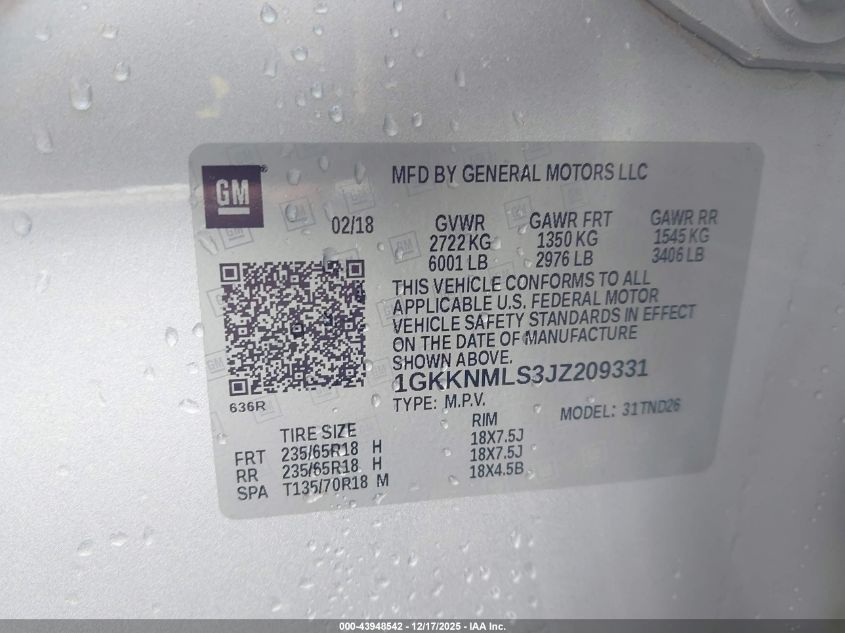 GM
MFD BY GENERAL MOTORS LLC
02/18
GVWR GAWR FRT GAWR RR
2722 KG 1350 KG 1545 KG
6001 LB 2976 LB 3406 LB
THIS VEHICLE CONFORMS TO ALL
APPLICABLE U.S. FEDERAL MOTOR
VEHICLE SAFETY STANDARDS IN EFFECT
ON THE DATE OF MANUFACTURE
SHOWN ABOVE.
1GKKNMLS3JZ209331
636R
TYPE: M.P.V. MODEL: 31TND26
TIRE SIZE RIM
FRT 235/65R18 H 18X7.5J
RR 235/65R18 H 18X7.5J
SPA T135/70R18 M 18X4.5B
000-43948542 - 12/17/2025 - IAA Inc.